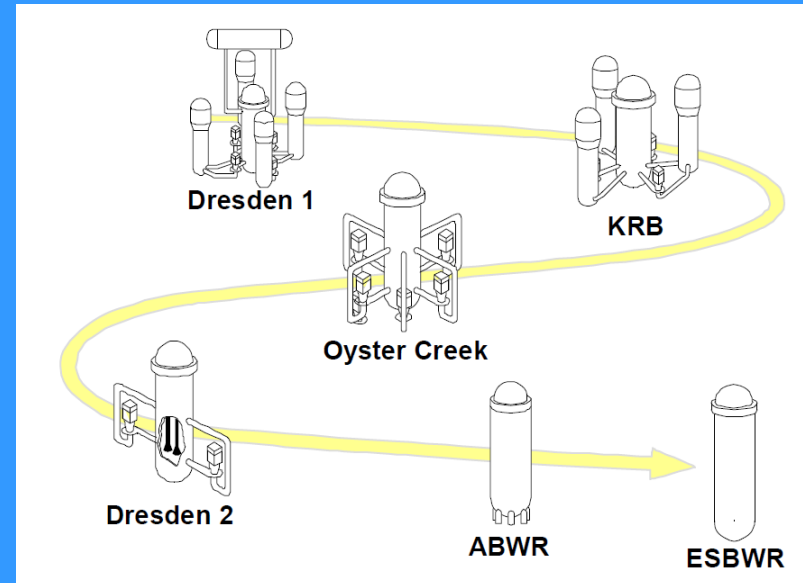 Dresden 1
KRB
Oyster Creek
Dresden 2
ABWR
ESBWR